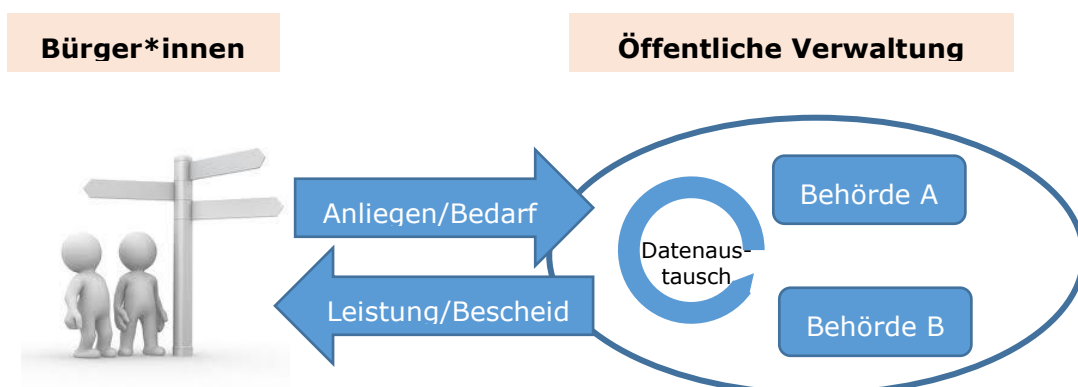 Bürger*innen
Öffentliche Verwaltung
Anliegen/Bedarf
Leistung/Bescheid
Datenaus-
tausch
Behörde A
Behörde B